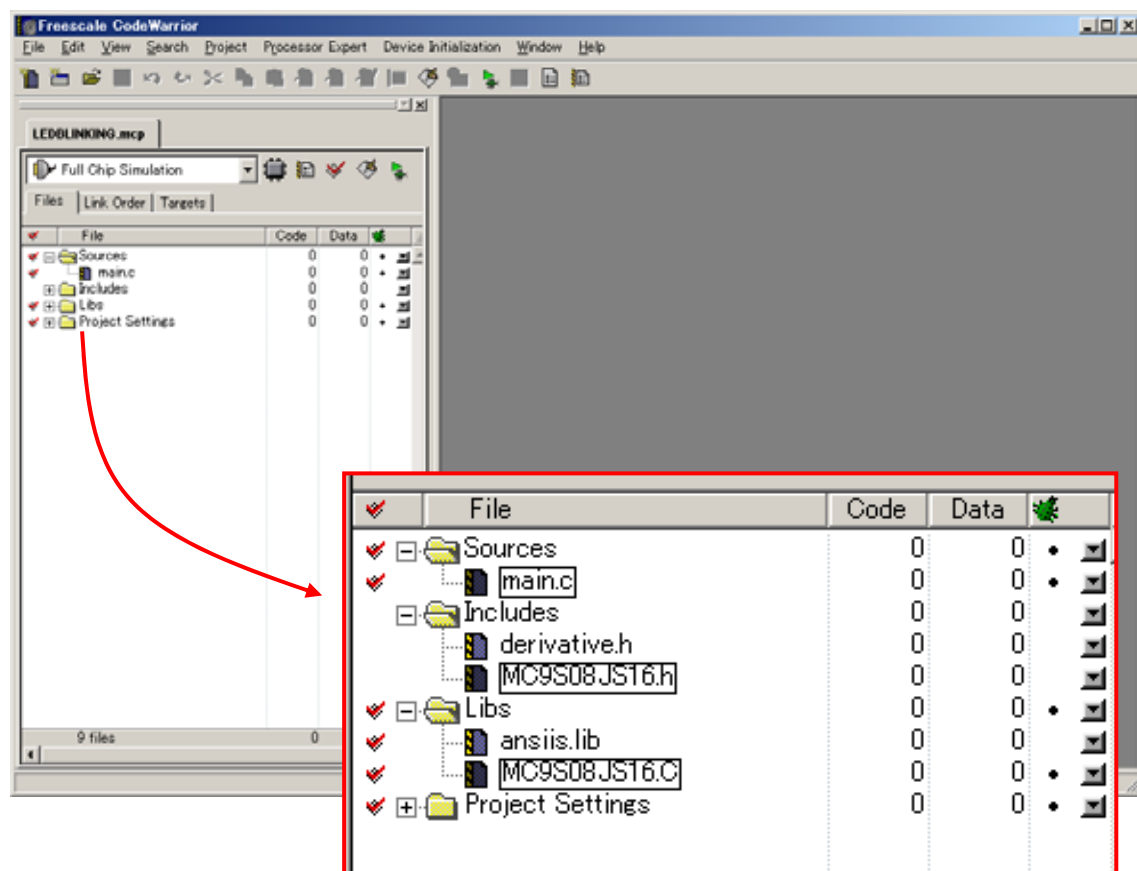 Freescale CodeWarrior
File Edit View Search Project Processor Expert Device Initialization Window Help
LEDBLINKING.mcp
Full Chip Simulation
Files Link Order Targets
File Code Data
Sources 0 0
main.c 0 0
Includes 0 0
Libs 0 0
Project Settings 0 0
9 files 0
File Code Data
Sources 0 0
main.c 0 0
Includes 0 0
derivative.h 0 0
MC9S08JS16.h 0 0
Libs 0 0
ansiis.lib 0 0
MC9S08JS16.C 0 0
Project Settings 0 0